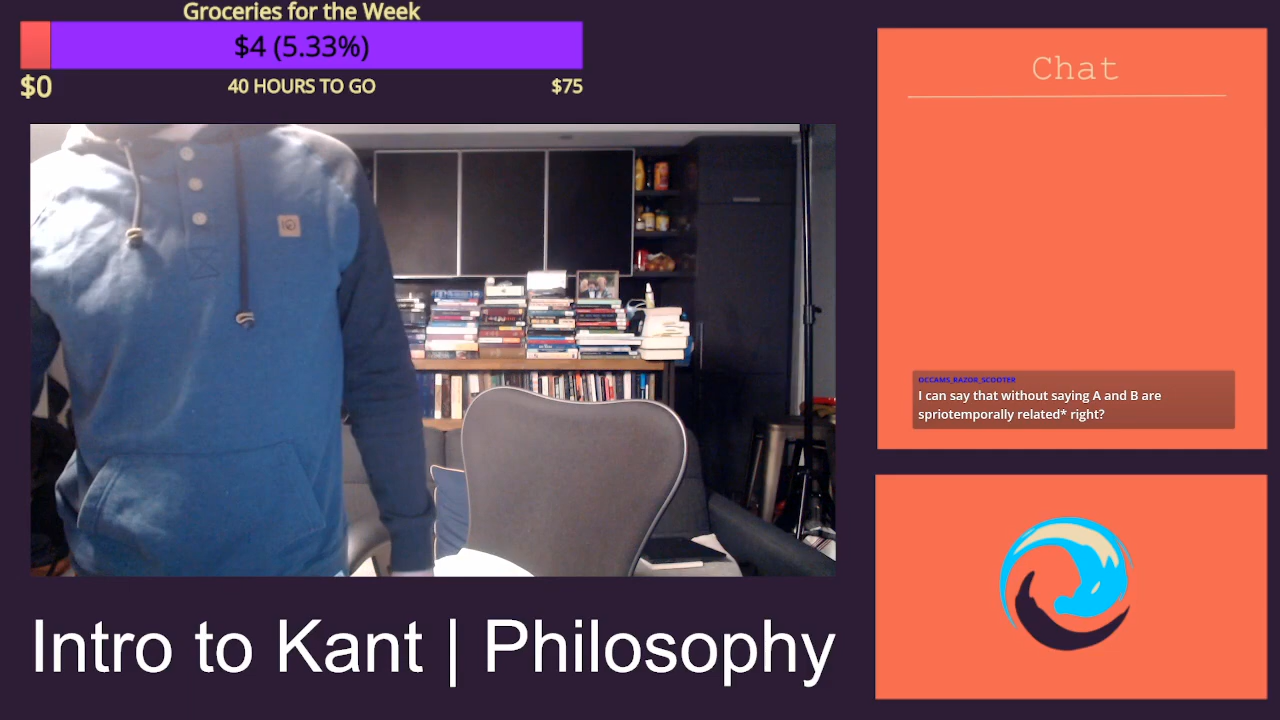 Groceries for the Week
$4 (5.33%)
$0
40 HOURS TO GO
$75
Chat
OCCAMS_RAZOR_SCOOTER
I can say that without saying A and B are
spriotemporally related* right?
Intro to Kant | Philosophy